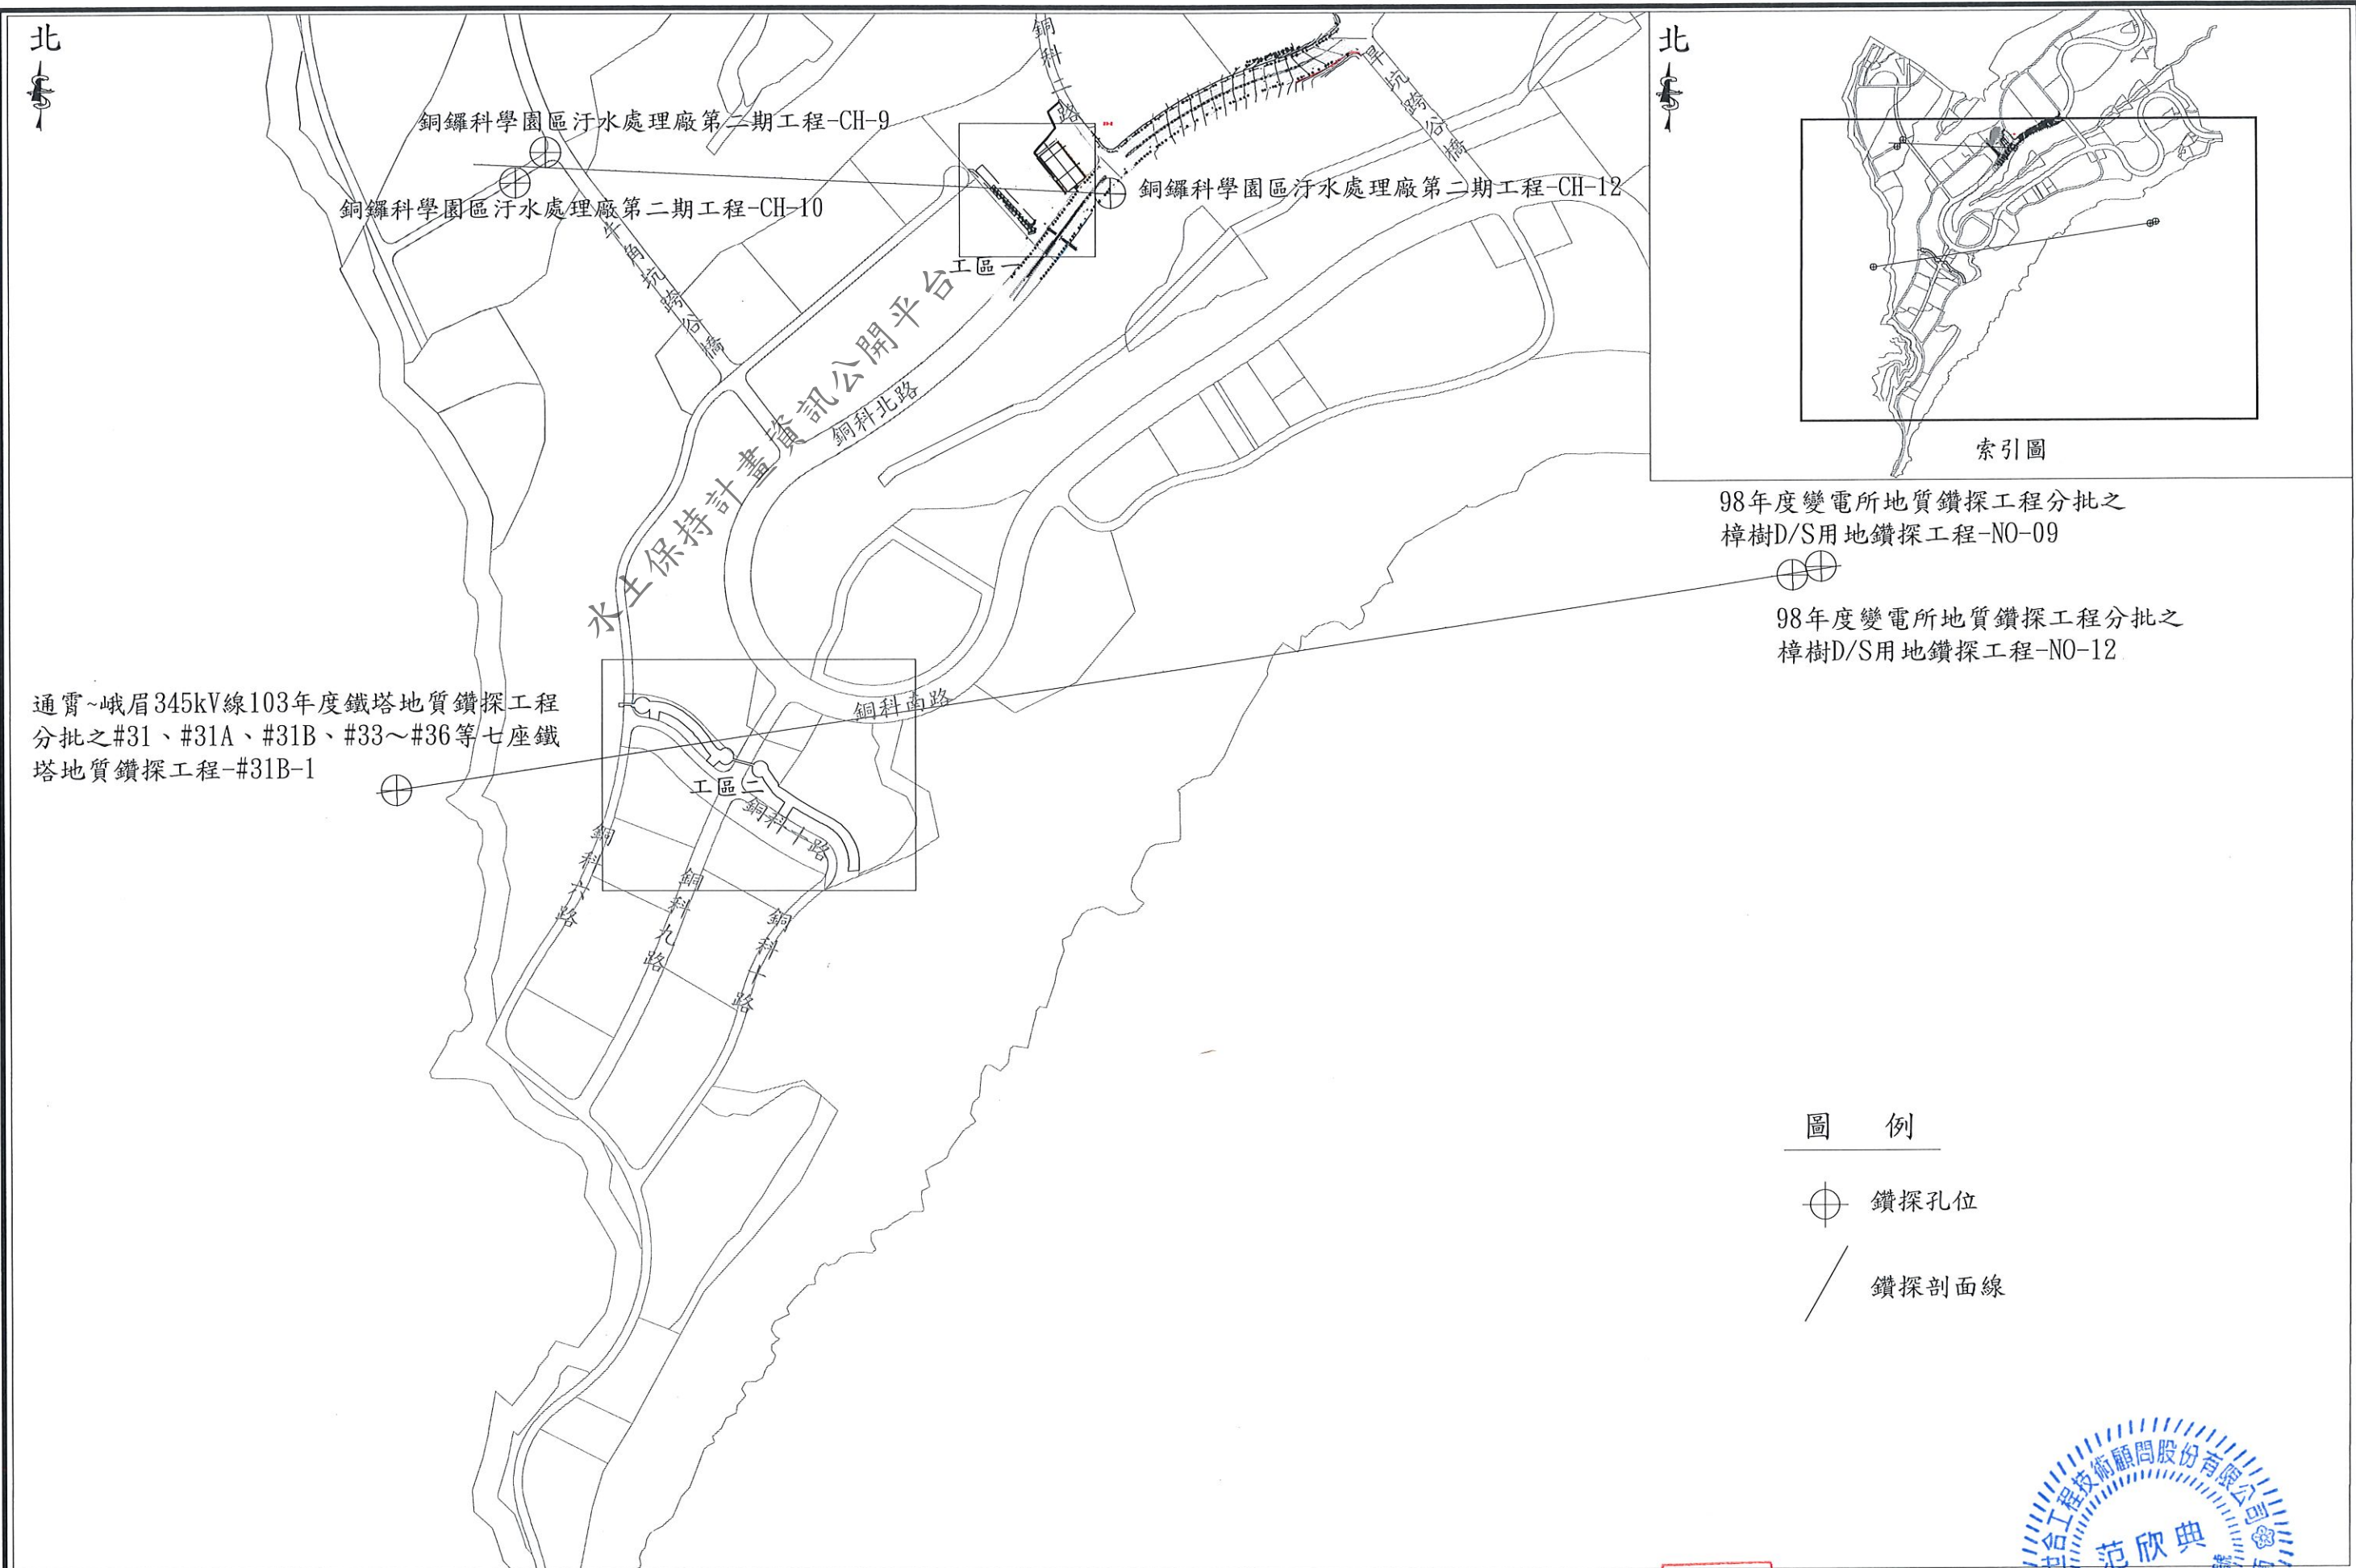 北
銅鑼科學園區汙水處理廠第二期工程-CH-9
銅鑼科學園區汙水處理廠第二期工程-CH-10
銅科二路
旱坑跨谷橋
銅鑼科學園區汙水處理廠第二期工程-CH-12
工區一
牛角坑跨谷橋
銅科北路
水土保持計畫資訊公開平台
北
索引圖
98年度變電所地質鑽探工程分批之
樟樹D/S用地鑽探工程-NO-09
98年度變電所地質鑽探工程分批之
樟樹D/S用地鑽探工程-NO-12
通霄~峨眉345kV線103年度鐵塔地質鑽探工程
分批之#31、#31A、#31B、#33～#36等七座鐵
塔地質鑽探工程-#31B-1
銅科南路
工區二
銅科十路
銅科六路
銅科九路
銅科十路
圖 例
鑽探孔位
鑽探剖面線
工程技術顧問股份有限公司
范欣典